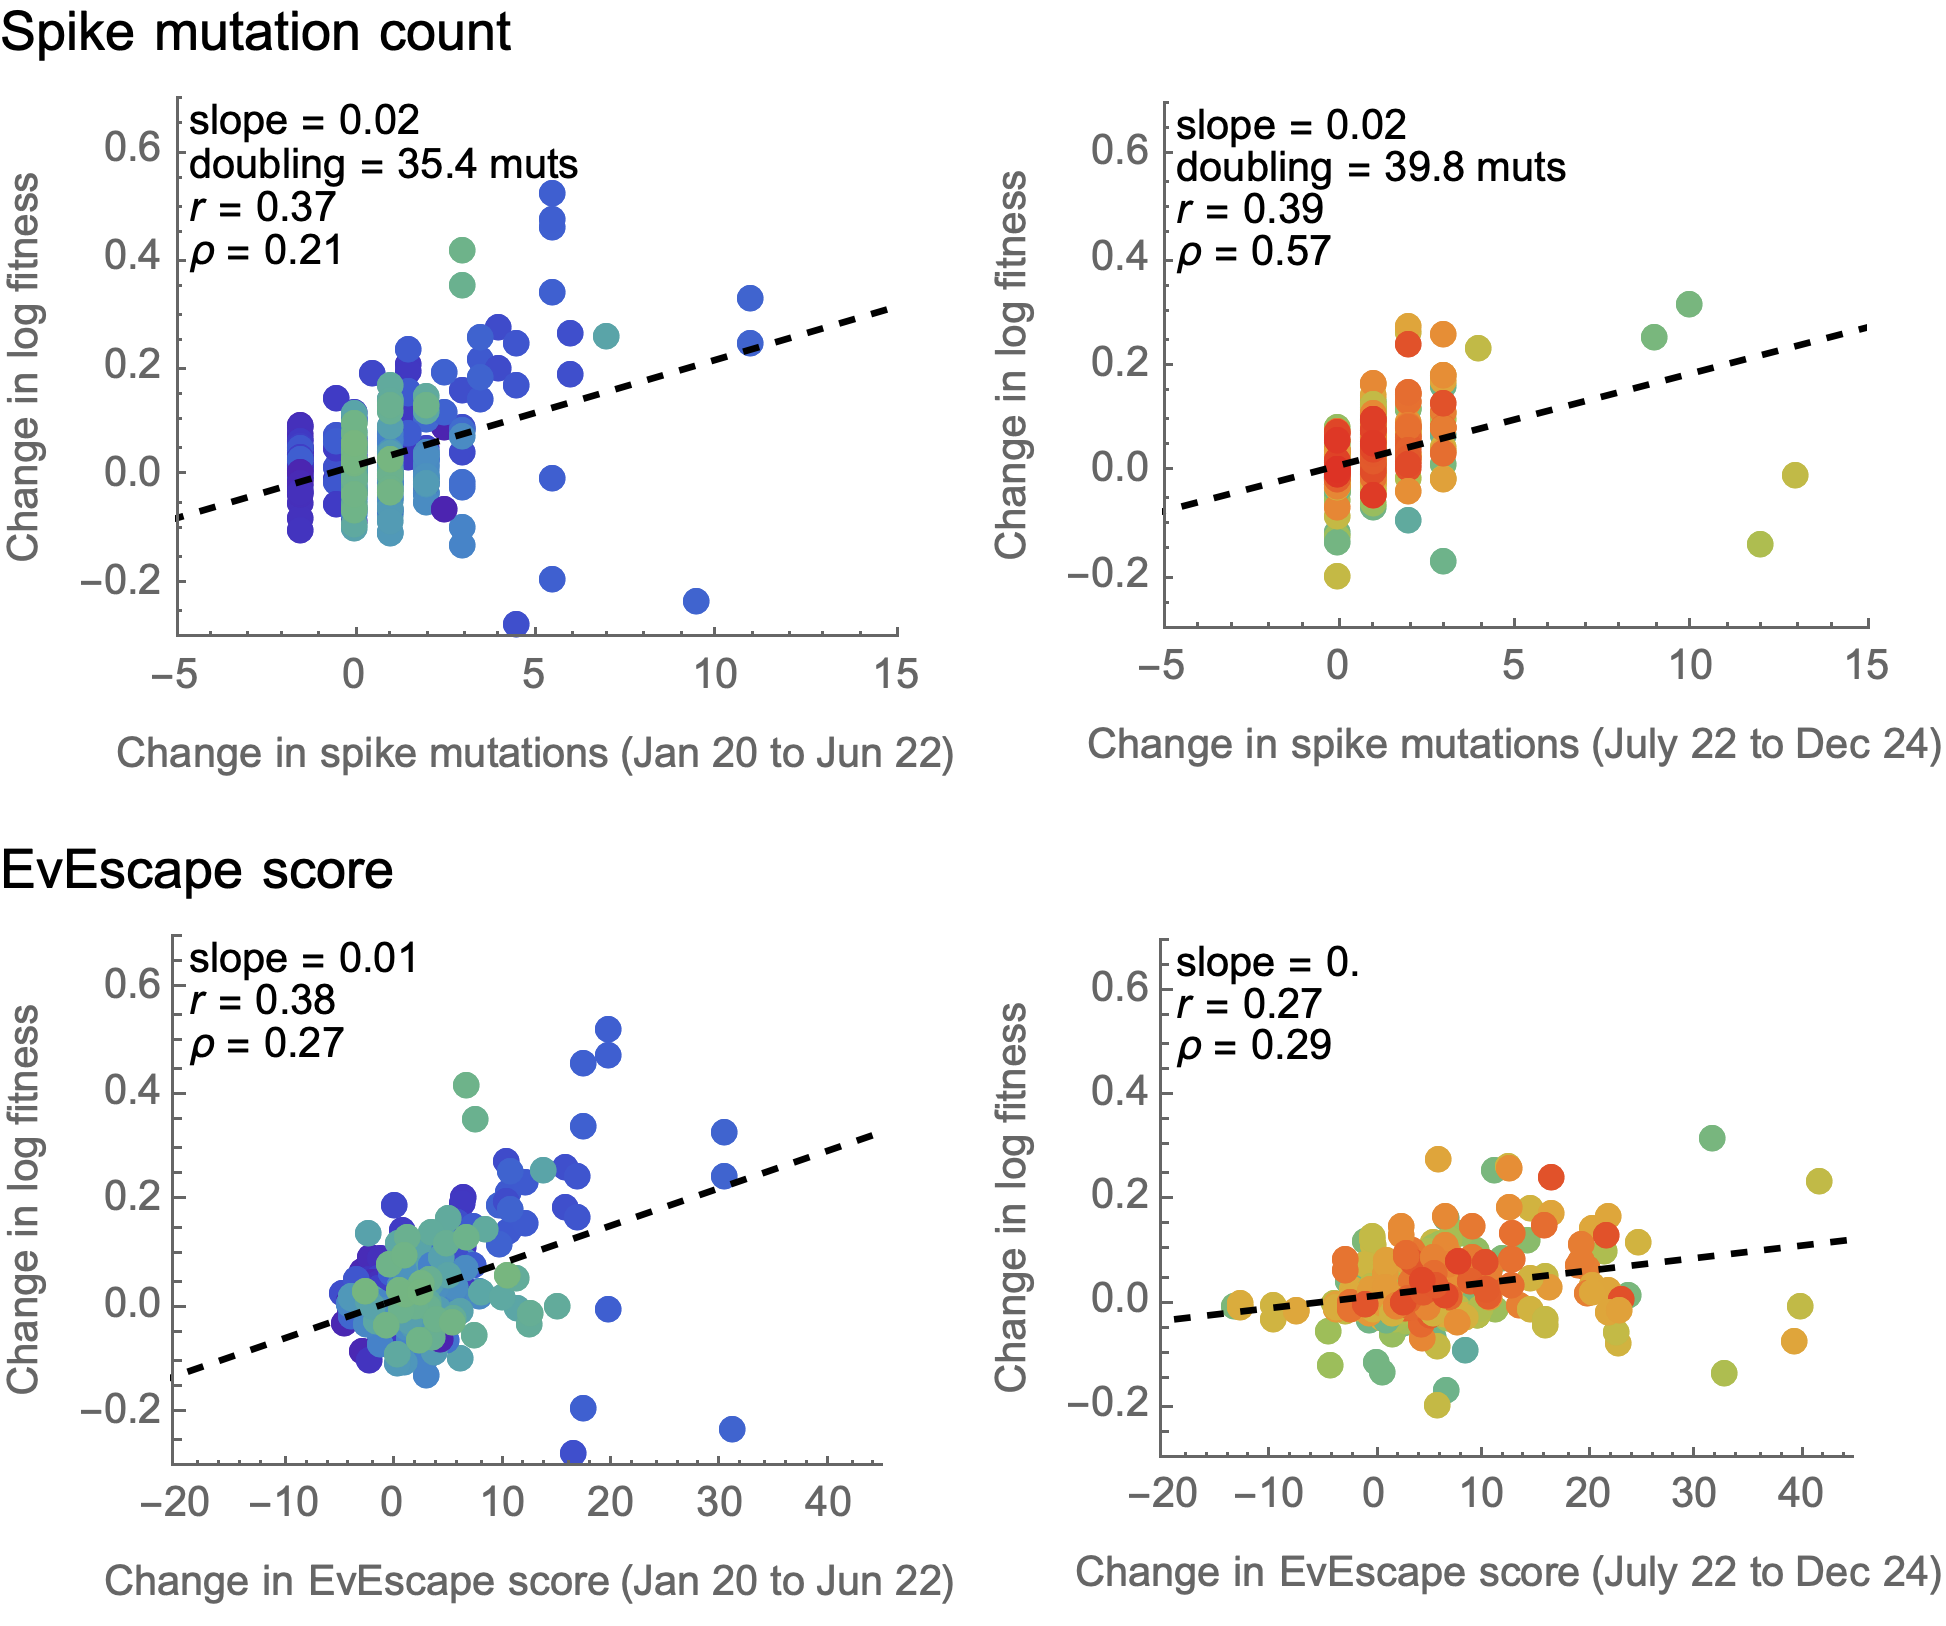 Spike mutation count
slope = 0.02
doubling = 35.4 muts
r = 0.37
ρ = 0.21
Change in log fitness
0.6
0.4
0.2
0.0
−0.2
−5 0 5 10 15
Change in spike mutations (Jan 20 to Jun 22)
slope = 0.02
doubling = 39.8 muts
r = 0.39
ρ = 0.57
Change in log fitness
0.6
0.4
0.2
0.0
−0.2
−5 0 5 10 15
Change in spike mutations (July 22 to Dec 24)
EvEscape score
slope = 0.01
r = 0.38
ρ = 0.27
Change in log fitness
0.6
0.4
0.2
0.0
−0.2
−20 −10 0 10 20 30 40
Change in EvEscape score (Jan 20 to Jun 22)
slope = 0.
r = 0.27
ρ = 0.29
Change in log fitness
0.6
0.4
0.2
0.0
−0.2
−20 −10 0 10 20 30 40
Change in EvEscape score (July 22 to Dec 24)